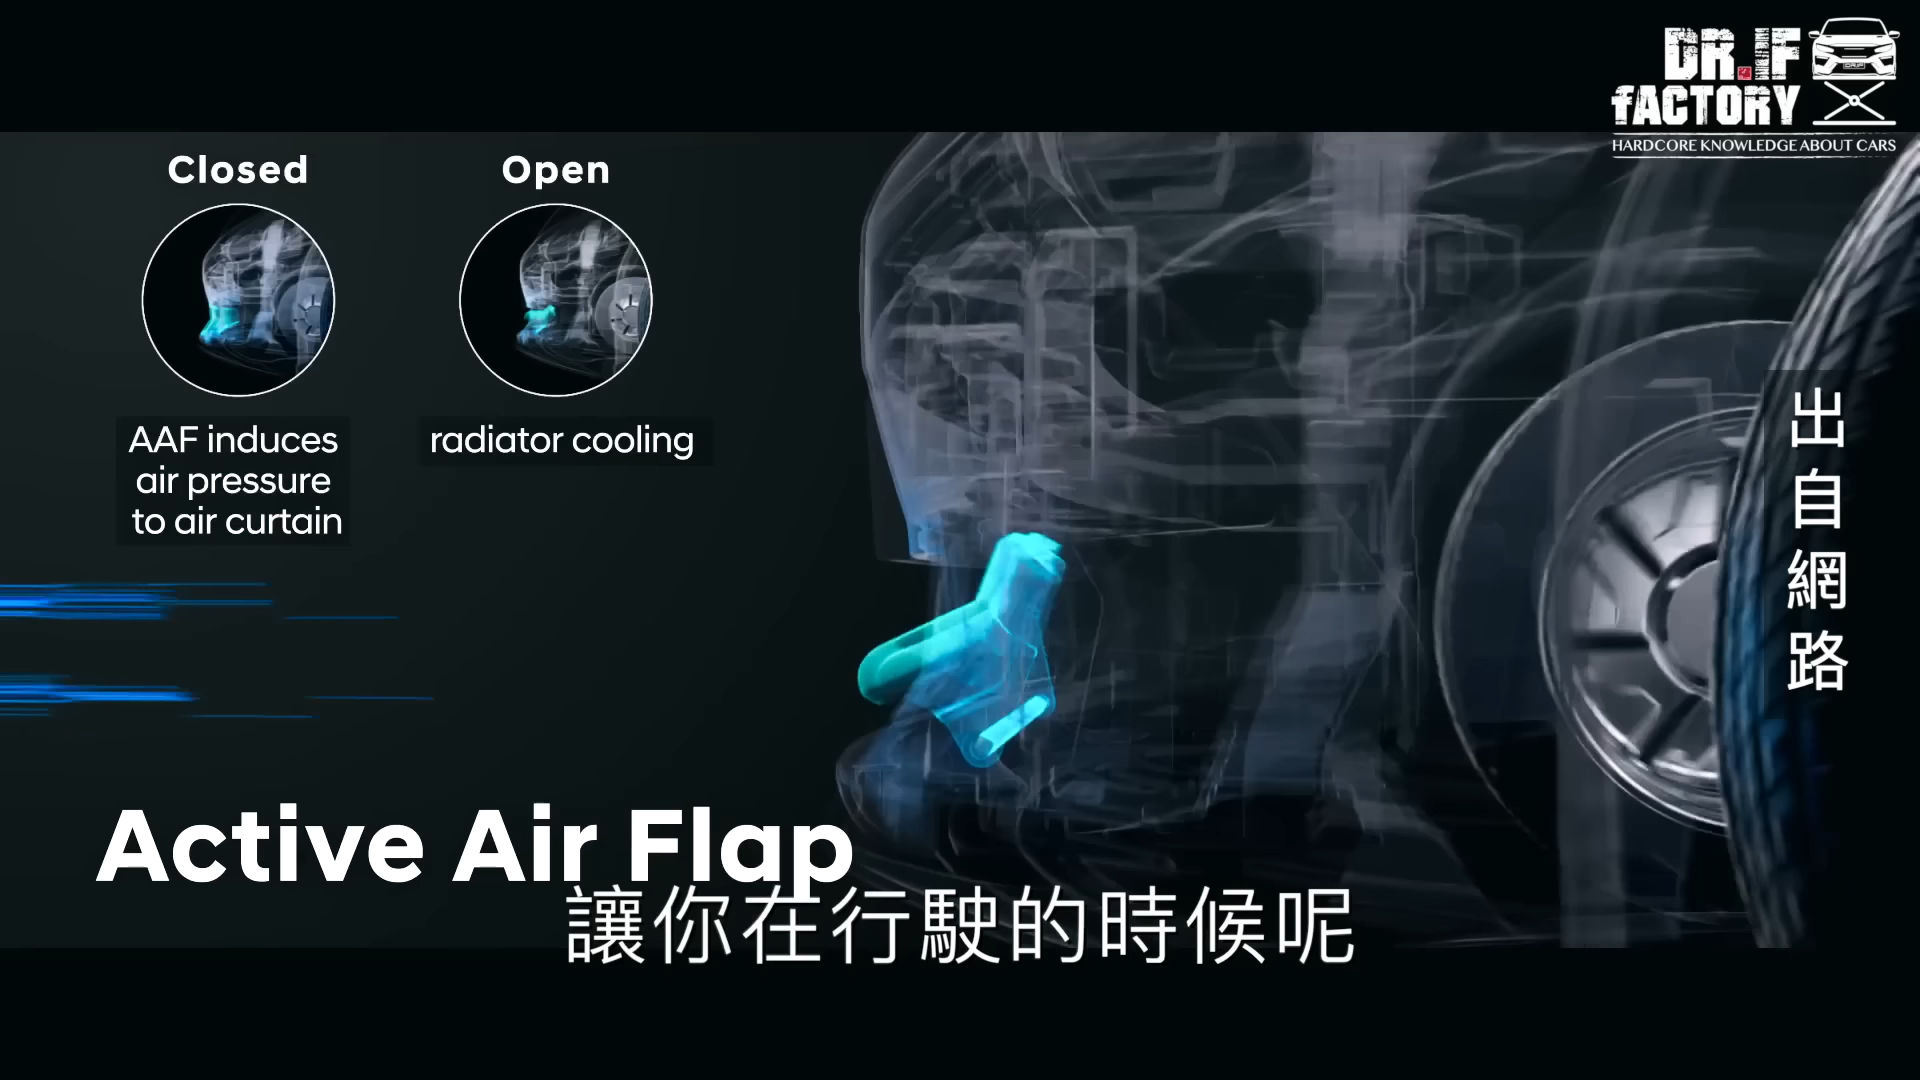 DR.IF
fACTORY
HARDCORE KNOWLEDGE ABOUT CARS
Closed
Open
AAF induces
air pressure
to air curtain
radiator cooling
出自網路
Active Air Flap
讓你在行駛的時候呢